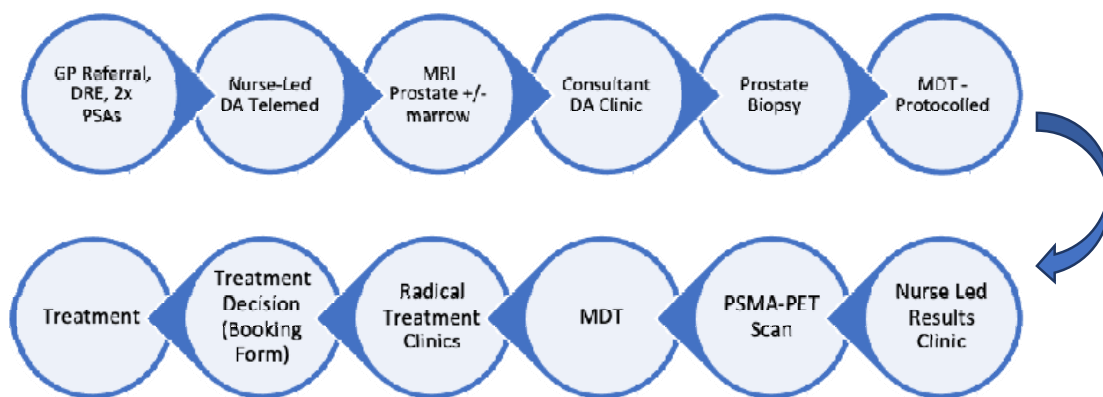 GP Referral,
DRE, 2x
PSAs
Nurse-Led
DA Telemed
MRI
Prostate +/-
marrow
Consultant
DA Clinic
Prostate
Biopsy
MDT -
Protocolled
Nurse Led
Results
Clinic
PSMA-PET
Scan
MDT
Radical
Treatment
Clinics
Treatment
Decision
(Booking
Form)
Treatment